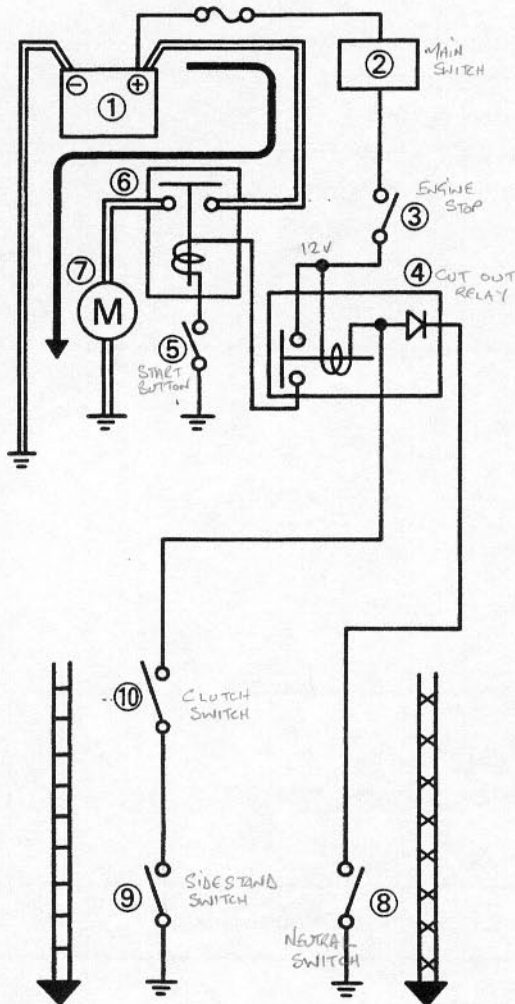 ② MAIN
SWITCH
⊖ ⊕
①
⑥
ENGINE
STOP
③
12V
④ CUT OUT
RELAY
⑦
M
⑤
START
BUTTON
⑩ CLUTCH
SWITCH
⑨ SIDESTAND
SWITCH
⑧
NEUTRAL
SWITCH